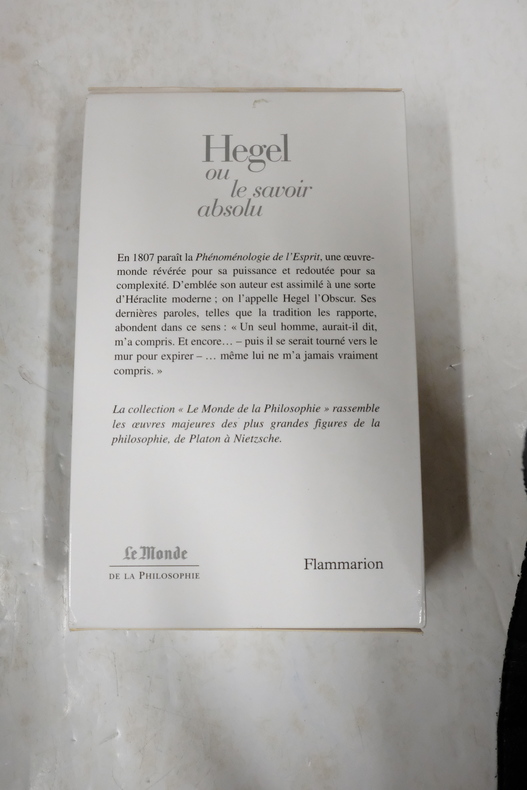 Hegel
ou
le savoir
absolu
En 1807 paraît la Phénoménologie de l'Esprit, une œuvre-
monde révérée pour sa puissance et redoutée pour sa
complexité. D'emblée son auteur est assimilé à une sorte
d'Héraclite moderne ; on l'appelle Hegel l'Obscur. Ses
dernières paroles, telles que la tradition les rapporte,
abondent dans ce sens : « Un seul homme, aurait-il dit,
m'a compris. Et encore… – puis il se serait tourné vers le
mur pour expirer – … même lui ne m'a jamais vraiment
compris. »
La collection « Le Monde de la Philosophie » rassemble
les œuvres majeures des plus grandes figures de la
philosophie, de Platon à Nietzsche.
Le Monde
DE LA PHILOSOPHIE
Flammarion